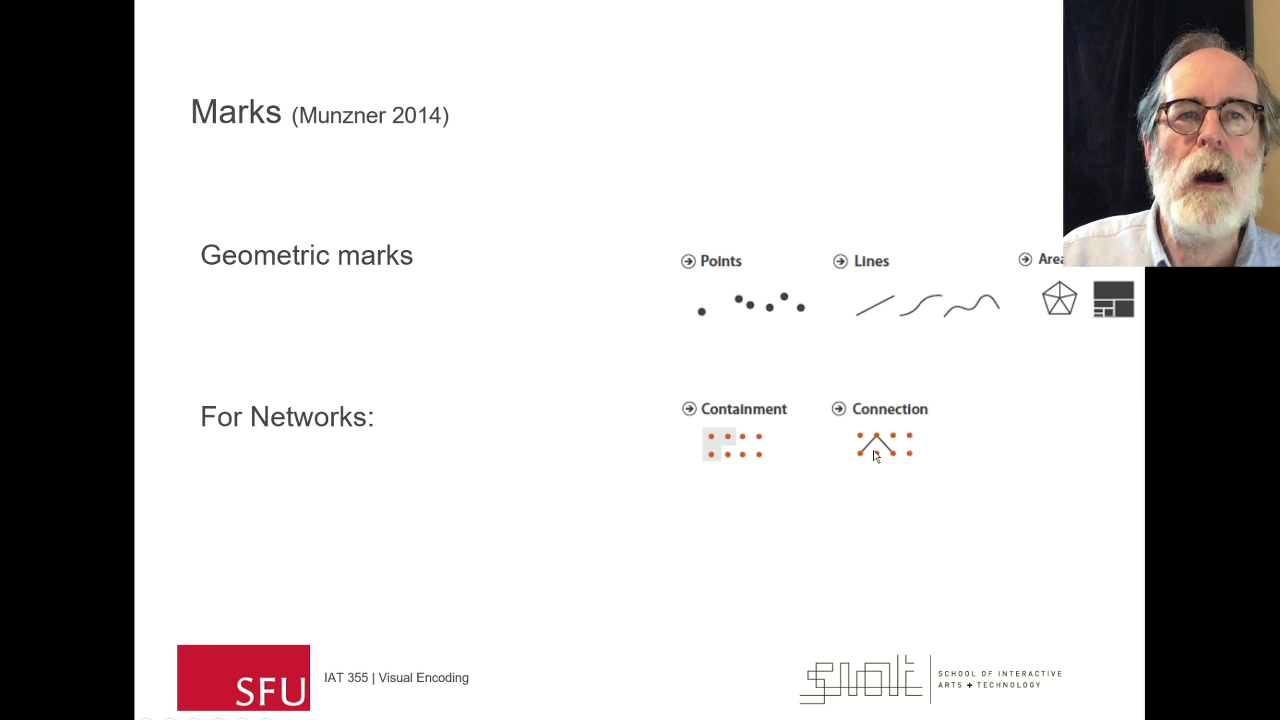 Marks (Munzner 2014)
Geometric marks
Points
Lines
For Networks:
Containment
Connection
SFU
IAT 355 | Visual Encoding
SCHOOL OF INTERACTIVE
ARTS + TECHNOLOGY